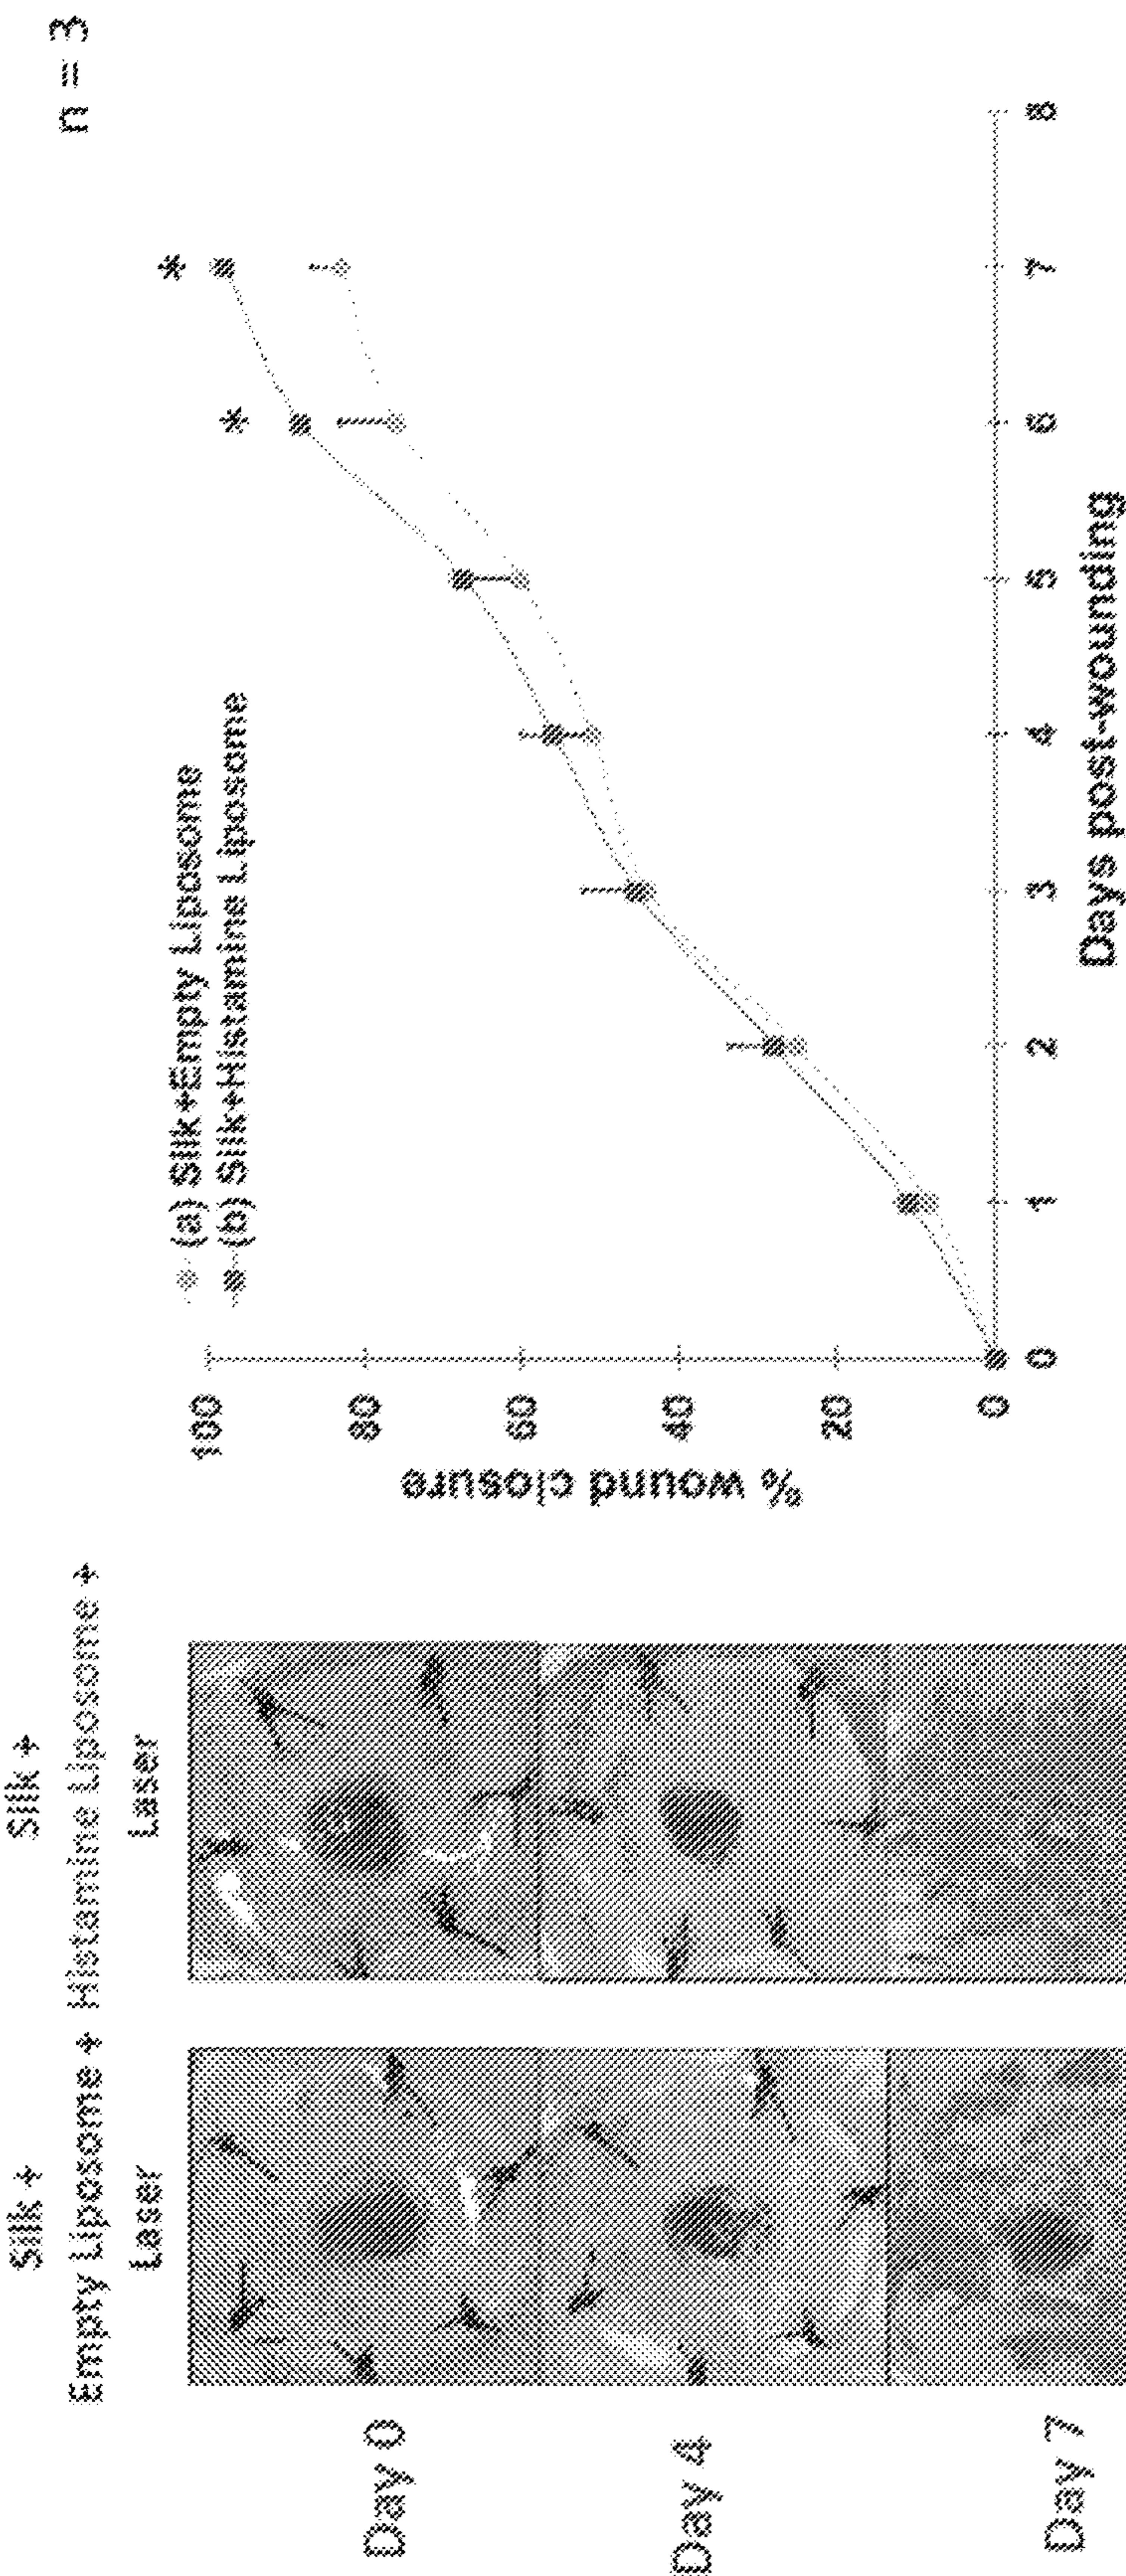 Silk +
Empty Liposome +
Laser
Silk +
Histamine Liposome +
Laser
Day 0
Day 4
Day 7
n = 3
(a) Silk+Empty Liposome
(b) Silk+Histamine Liposome
% wound closure
100
80
60
40
20
0
*
*
0 1 2 3 4 5 6 7 8
Days post-wounding